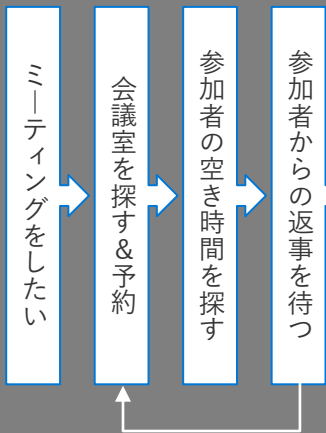 ミーティングをしたい
会議室を探す＆予約
参加者の空き時間を探す
参加者からの返事を待つ